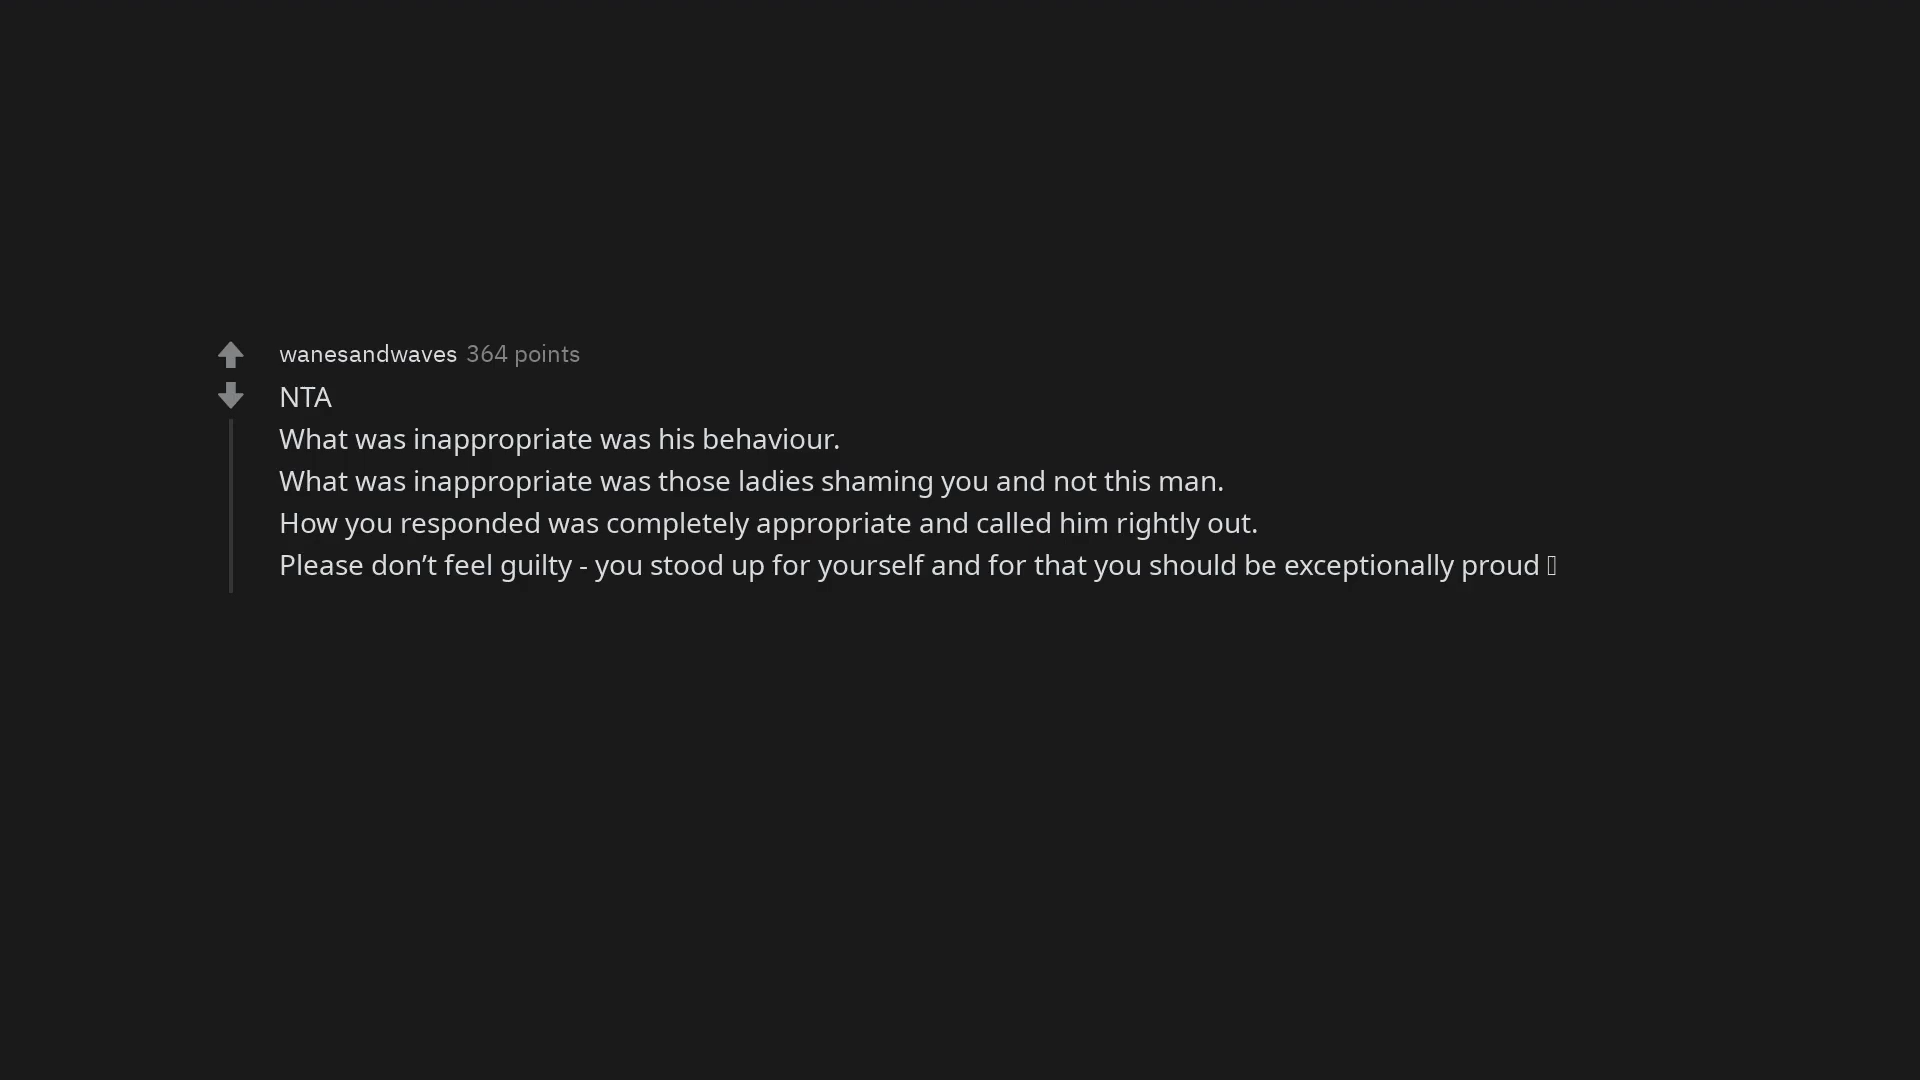 wanesandwaves 364 points
NTA
What was inappropriate was his behaviour.
What was inappropriate was those ladies shaming you and not this man.
How you responded was completely appropriate and called him rightly out.
Please don’t feel guilty - you stood up for yourself and for that you should be exceptionally proud